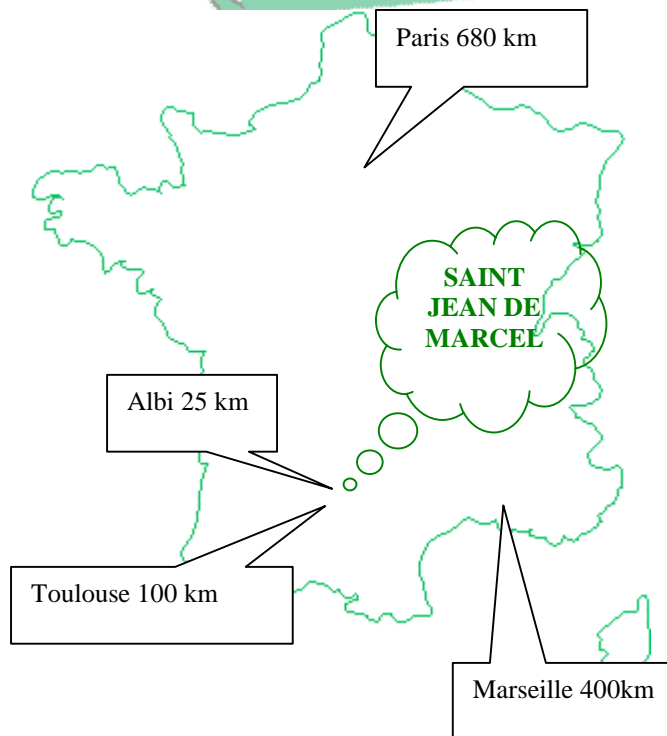 Paris 680 km
SAINT
JEAN DE
MARCEL
Albi 25 km
Toulouse 100 km
Marseille 400km